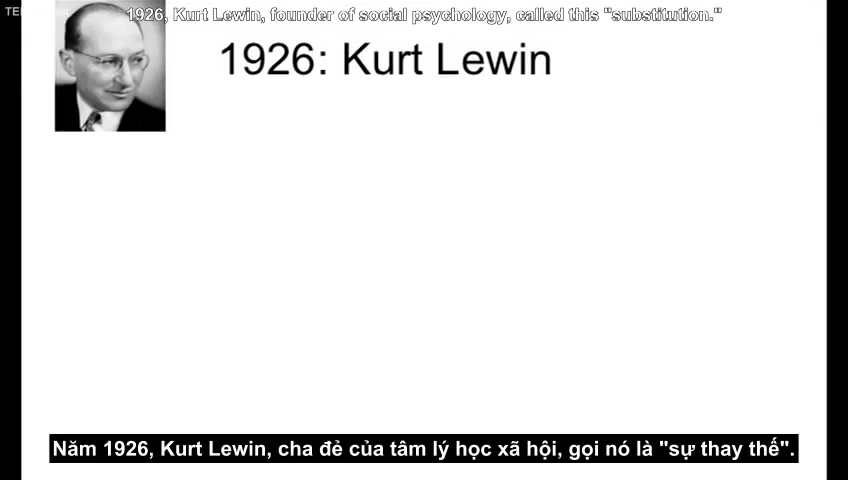 1926, Kurt Lewin, founder of social psychology, called this "substitution."
1926: Kurt Lewin
Năm 1926, Kurt Lewin, cha đẻ của tâm lý học xã hội, gọi nó là "sự thay thế".